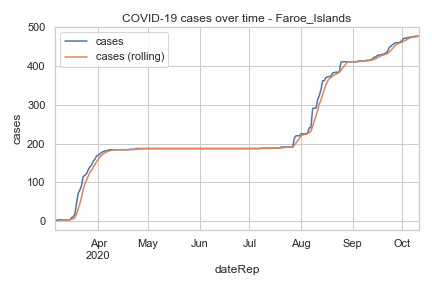 COVID-19 cases over time - Faroe_Islands
cases
cases (rolling)
500
400
300
200
100
0
cases
Apr May Jun Jul Aug Sep Oct
2020
dateRep